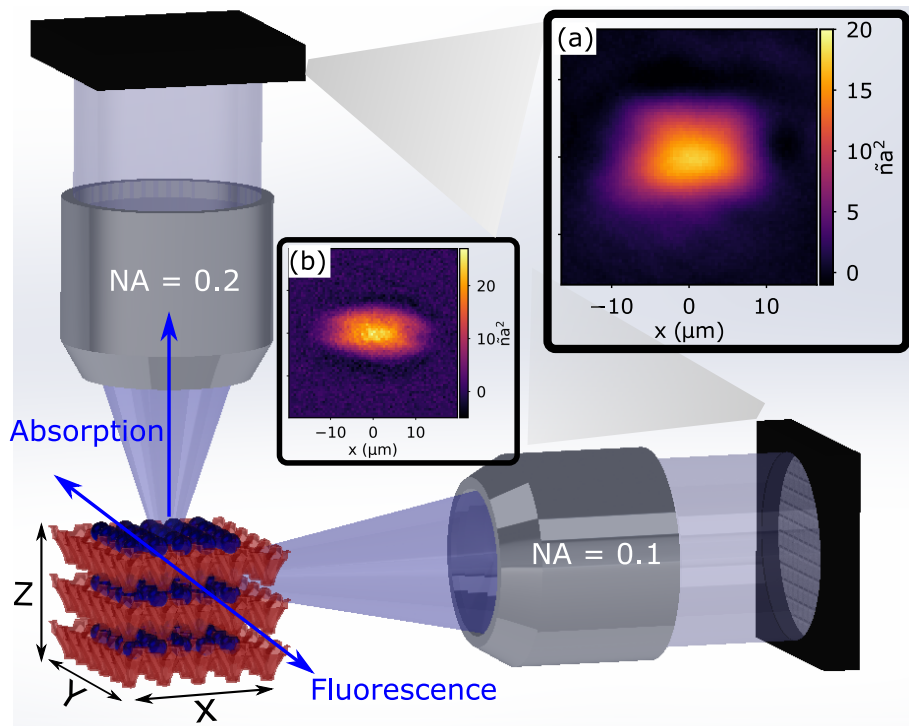 (a)
20
15
10
5
0
ña²
−10 0 10
x (μm)
(b)
20
10
0
ña²
−10 0 10
x (μm)
NA = 0.2
Absorption
NA = 0.1
Z
Y
X
Fluorescence